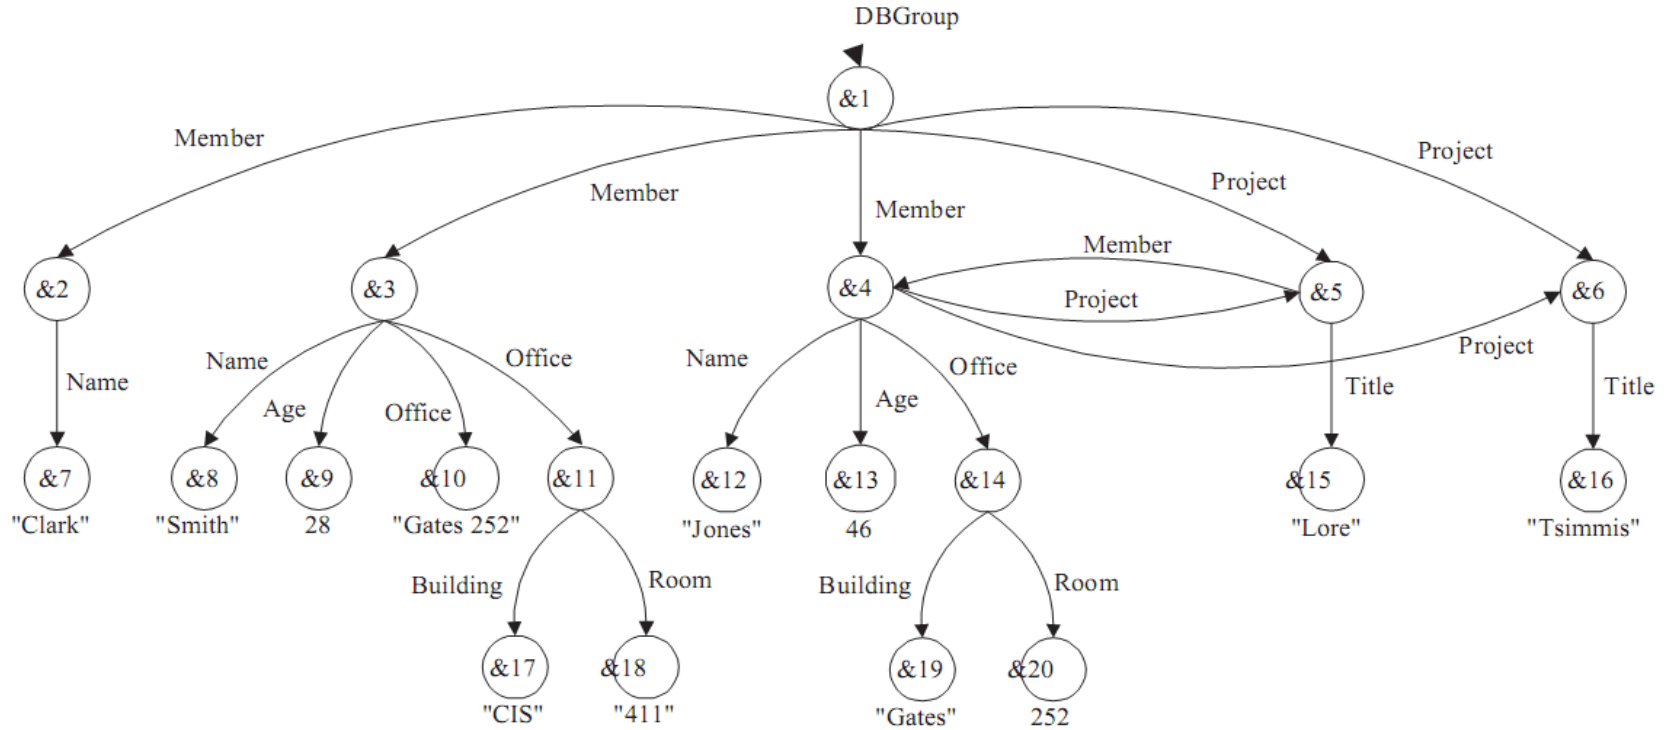 DBGroup
&1
Member
Member
Member
Project
Project
&2
&3
&4
Member
Project
&5
&6
Project
Name
Name
Age
Office
Office
Name
Age
Office
Title
Title
&7
&8
&9
&10
&11
&12
&13
&14
&15
&16
"Clark"
"Smith"
28
"Gates 252"
"Jones"
46
"Lore"
"Tsimmis"
Building
Room
Building
Room
&17
&18
&19
&20
"CIS"
"411"
"Gates"
252